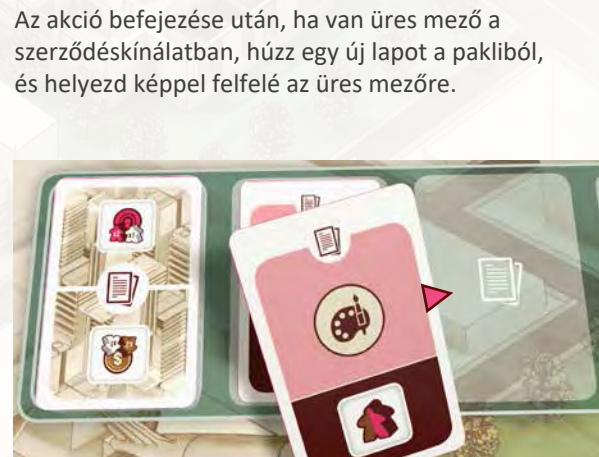 Az akció befejezése után, ha van üres mező a
szerződéskínálatban, húzz egy új lapot a pakliból,
és helyezd képpel felfelé az üres mezőre.